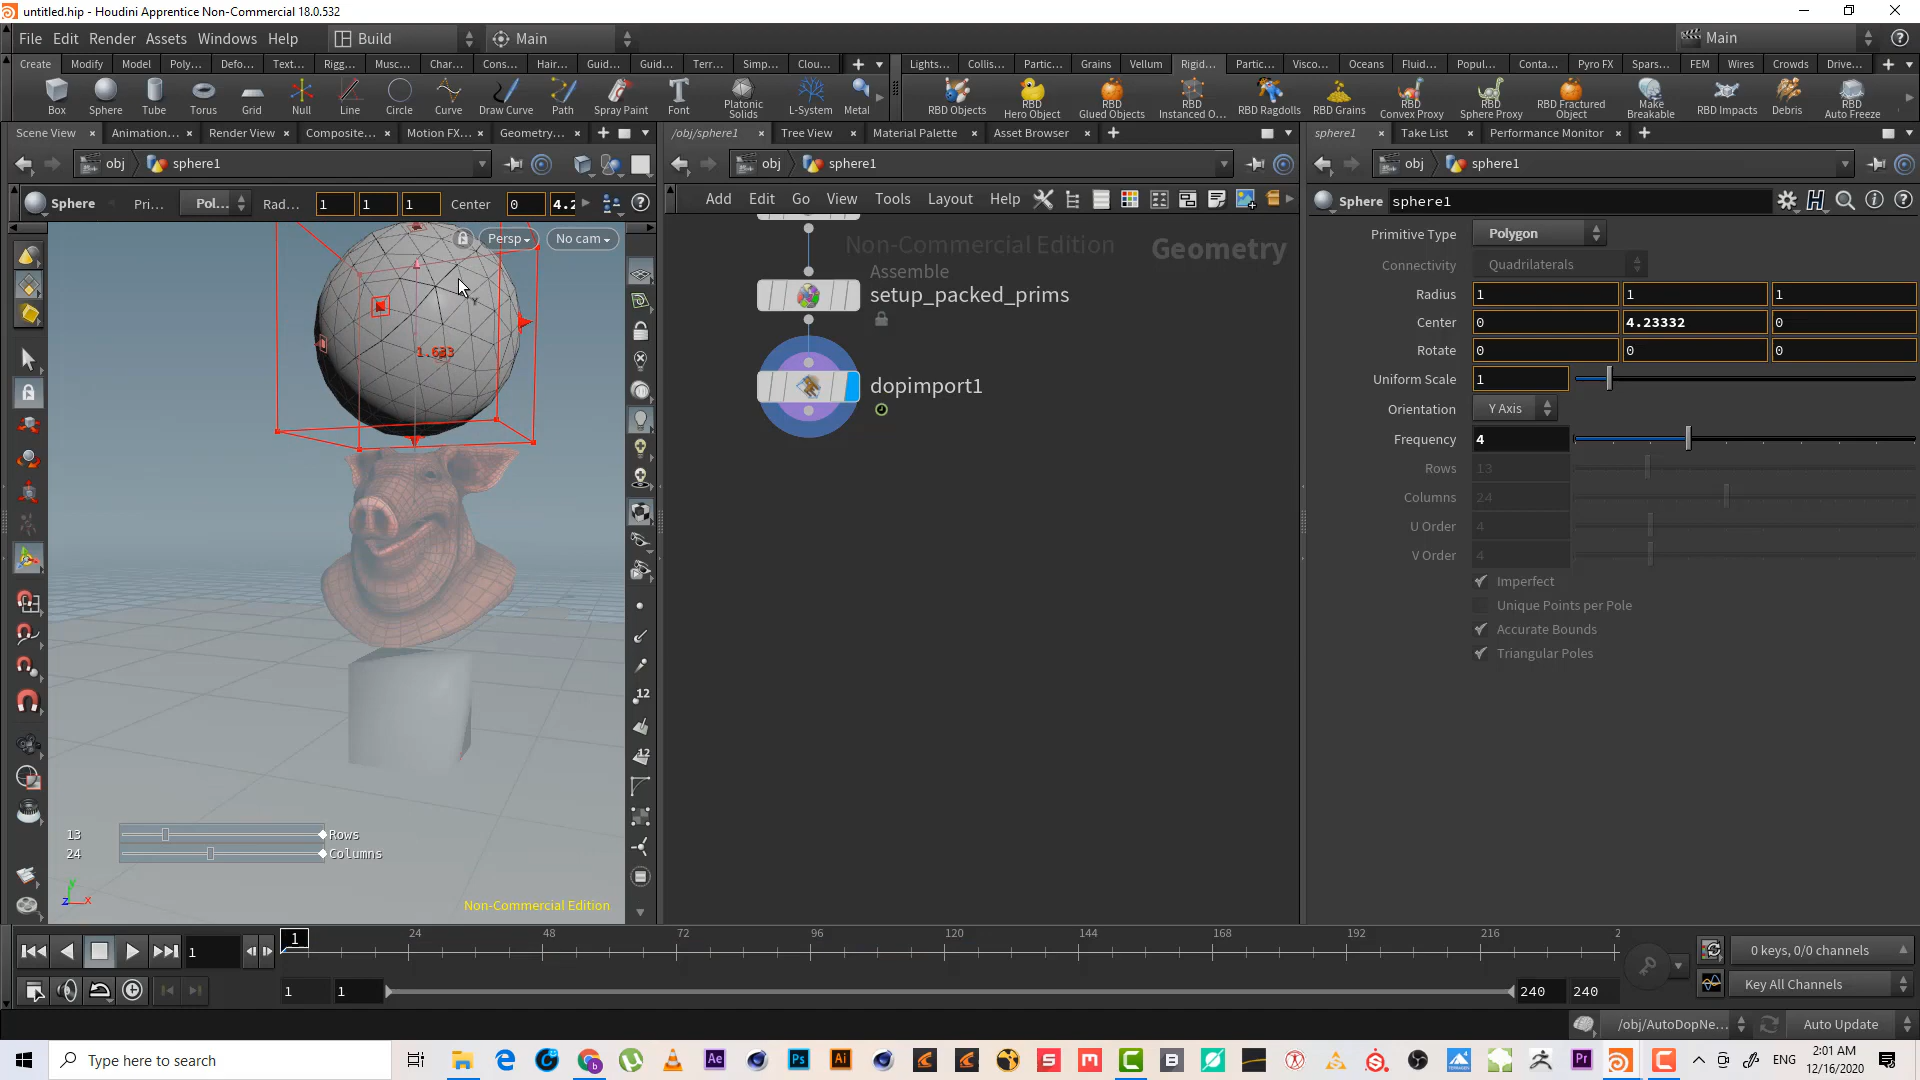 untitled.hip - Houdini Apprentice Non-Commercial 18.0.532
File Edit Render Assets Windows Help Build Main Main
Create Modify Model Poly... Defo... Text... Rigg... Musc... Char... Cons... Hair... Guid... Guid... Terr... Simp... Clou... Lights... Collis... Partic... Grains Vellum Rigid... Partic... Visco... Oceans Fluid... Popul... Conta... Pyro FX Spars... FEM Wires Crowds Drive...
Box Sphere Tube Torus Grid Null Line Circle Curve Draw Curve Path Spray Paint Font Platonic Solids L-System Metal RBD Objects RBD Hero Object RBD Glued Objects RBD Instanced O... RBD Ragdolls RBD Grains RBD Convex Proxy RBD Sphere Proxy RBD Fractured Object Make Breakable RBD Impacts Debris RBD Auto Freeze
Scene View Animation... Render View Composite... Motion FX... Geometry... /obj/sphere1 Tree View Material Palette Asset Browser sphere1 Take List Performance Monitor
obj sphere1 obj sphere1 obj sphere1
Sphere Pri... Pol... Rad... 1 1 1 Center 0 4.2
Add Edit Go View Tools Layout Help
Sphere sphere1
Persp No cam
Non-Commercial Edition Geometry
Assemble
setup_packed_prims
dopimport1
1.633
Y
Primitive Type Polygon
Connectivity Quadrilaterals
Radius 1 1 1
Center 0 4.23332 0
Rotate 0 0 0
Uniform Scale 1
Orientation Y Axis
Frequency 4
Rows 13
Columns 24
U Order 4
V Order 4
Imperfect
Unique Points per Pole
Accurate Bounds
Triangular Poles
12
12
13 Rows
24 Columns
y
z x
Non-Commercial Edition
1 1 24 48 72 96 120 144 168 192 216 2
0 keys, 0/0 channels
1 1 240 240 Key All Channels
/obj/AutoDopNe... Auto Update
Type here to search
ENG 2:01 AM
12/16/2020